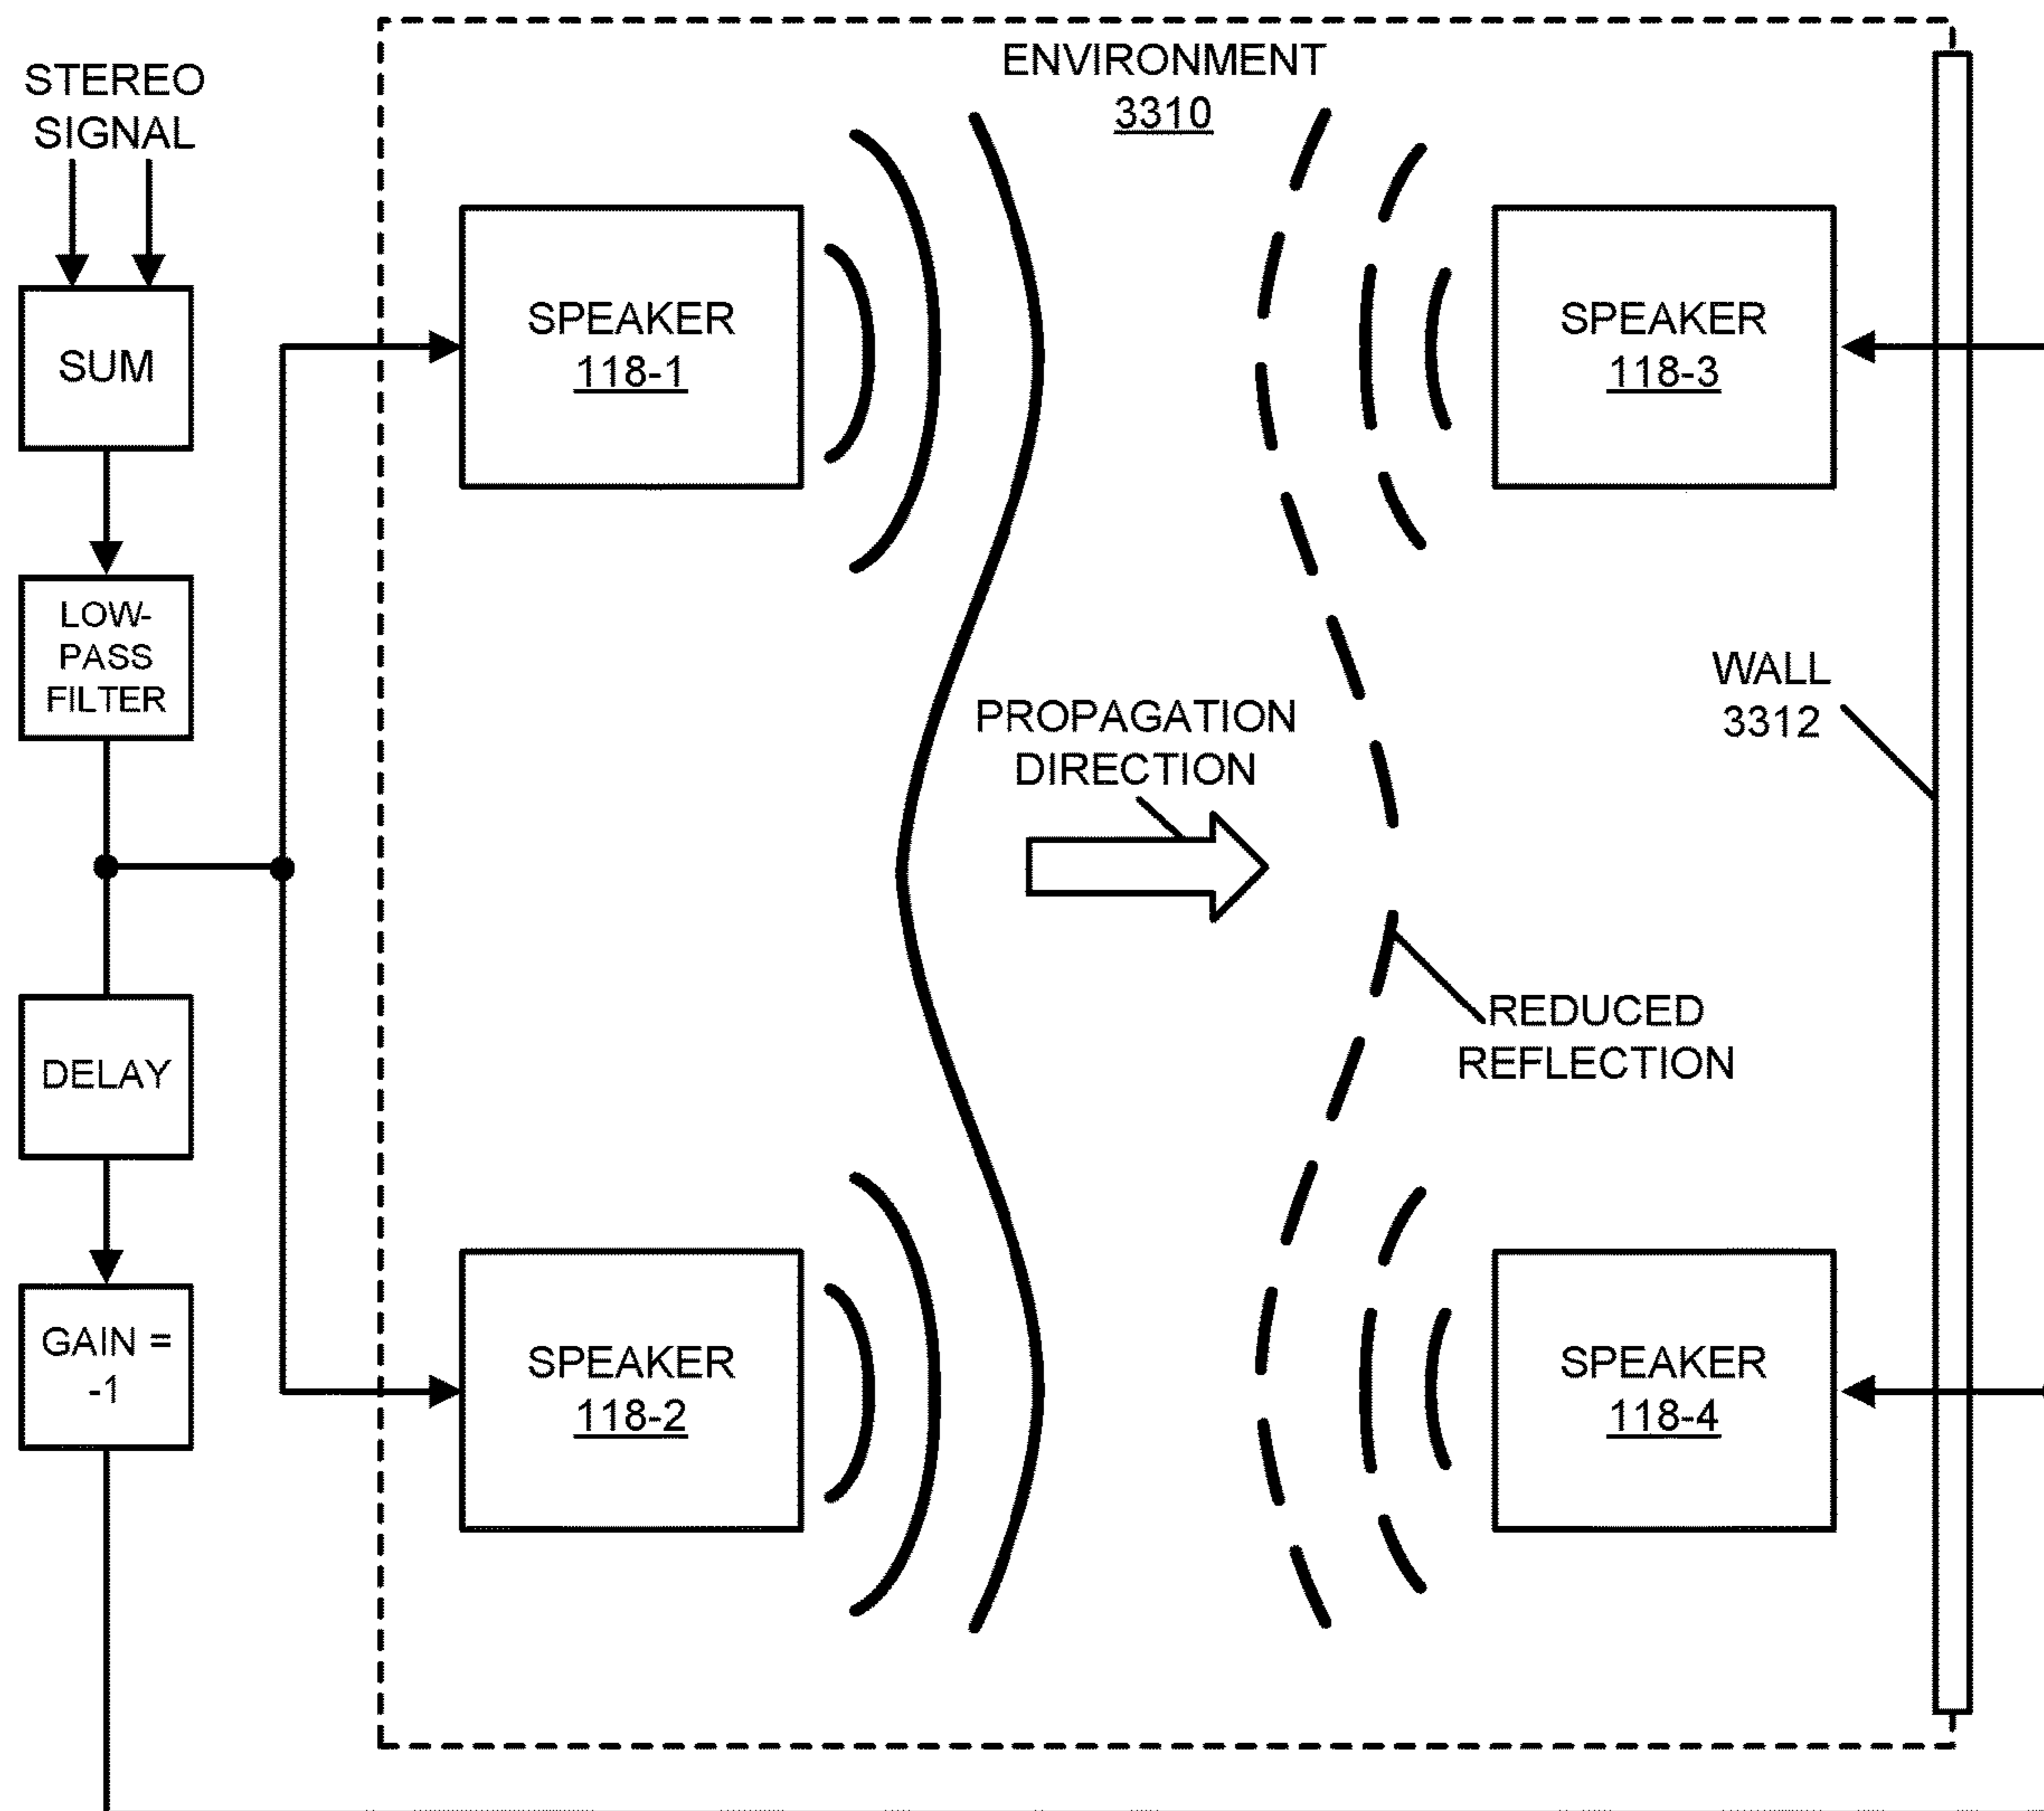 STEREO
SIGNAL
SUM
LOW-
PASS
FILTER
DELAY
GAIN =
-1
ENVIRONMENT
3310
SPEAKER
118-1
SPEAKER
118-3
PROPAGATION
DIRECTION
WALL
3312
REDUCED
REFLECTION
SPEAKER
118-2
SPEAKER
118-4